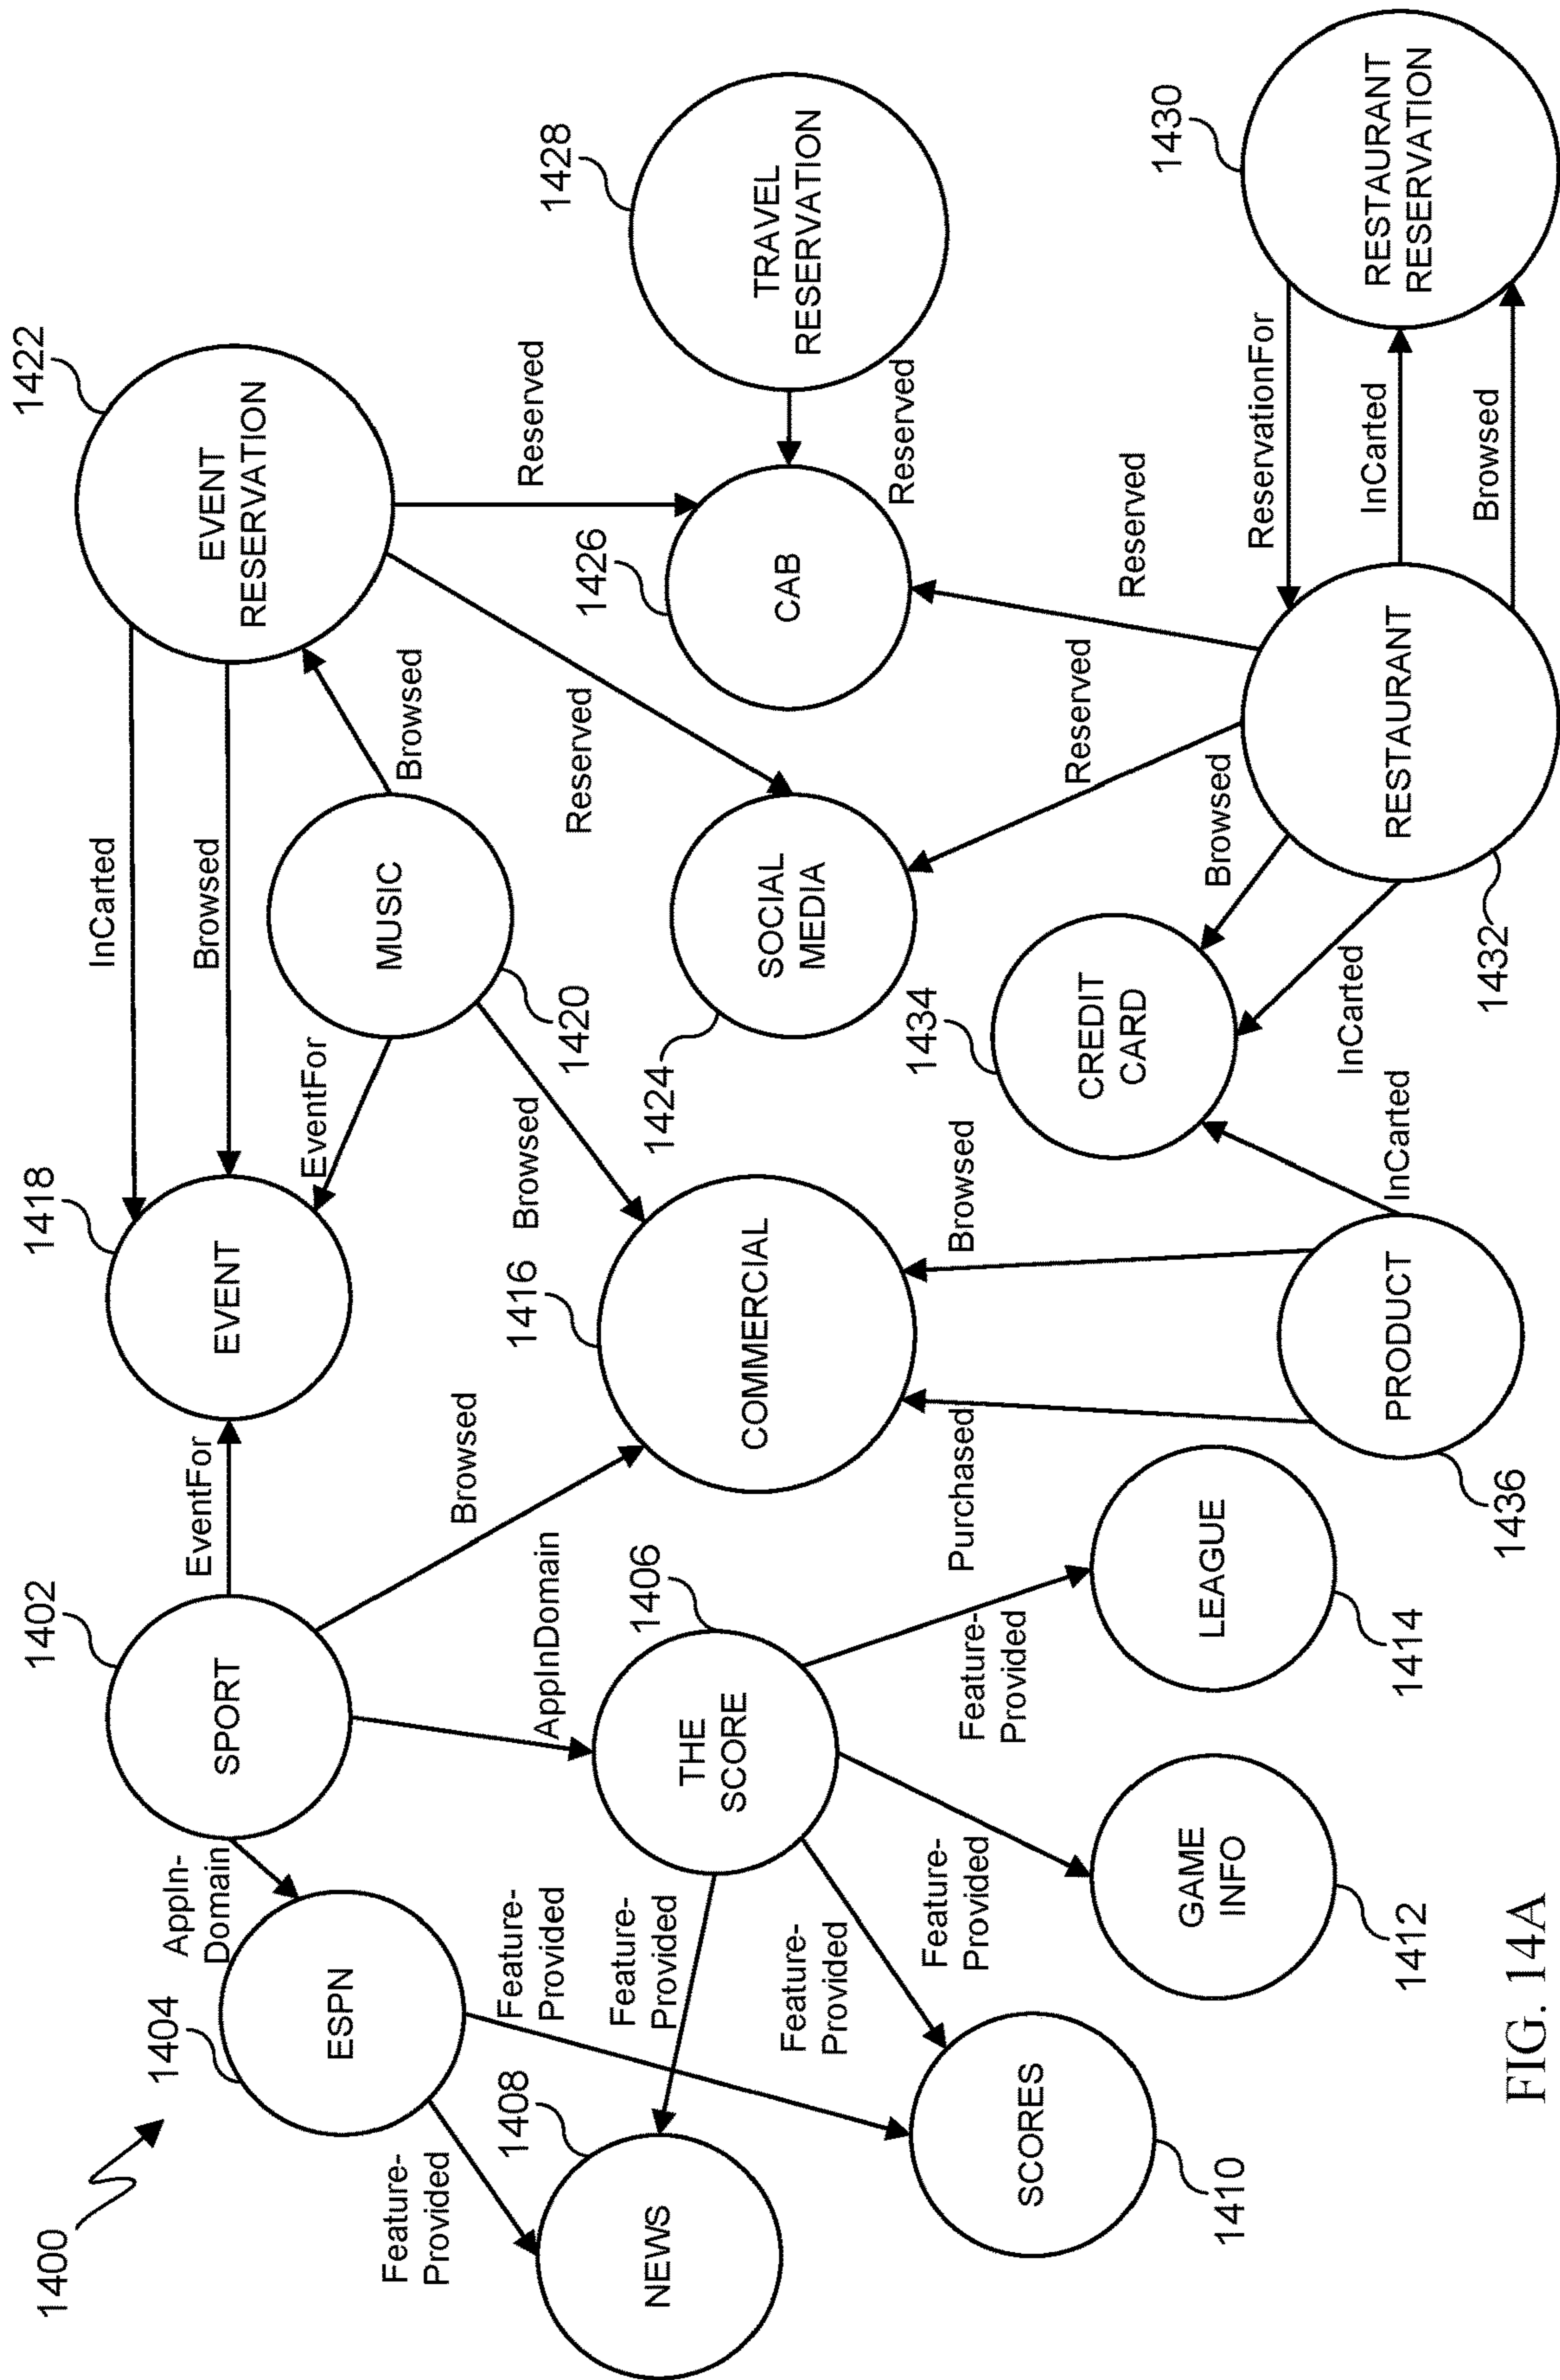 1400
1404
AppIn-
Domain
1402
EventFor
1418
InCarted
Browsed
1422
SPORT
EVENT
EVENT
RESERVATION
ESPN
Feature-
Provided
NEWS
1408
Feature-
Provided
Feature-
Provided
AppInDomain
Browsed
EventFor
MUSIC
1420
Browsed
Browsed
Reserved
Reserved
1428
TRAVEL
RESERVATION
THE
SCORE
1406
1416
COMMERCIAL
1424
SOCIAL
MEDIA
1426
CAB
Reserved
Feature-
Provided
Feature-
Provided
Feature-
Provided
Purchased
Browsed
1434
CREDIT
CARD
Reserved
Reserved
Browsed
1430
SCORES
1410
GAME
INFO
1412
LEAGUE
1414
InCarted
InCarted
ReservationFor
InCarted
Browsed
PRODUCT
1436
RESTAURANT
1432
RESTAURANT
RESERVATION
FIG. 14A